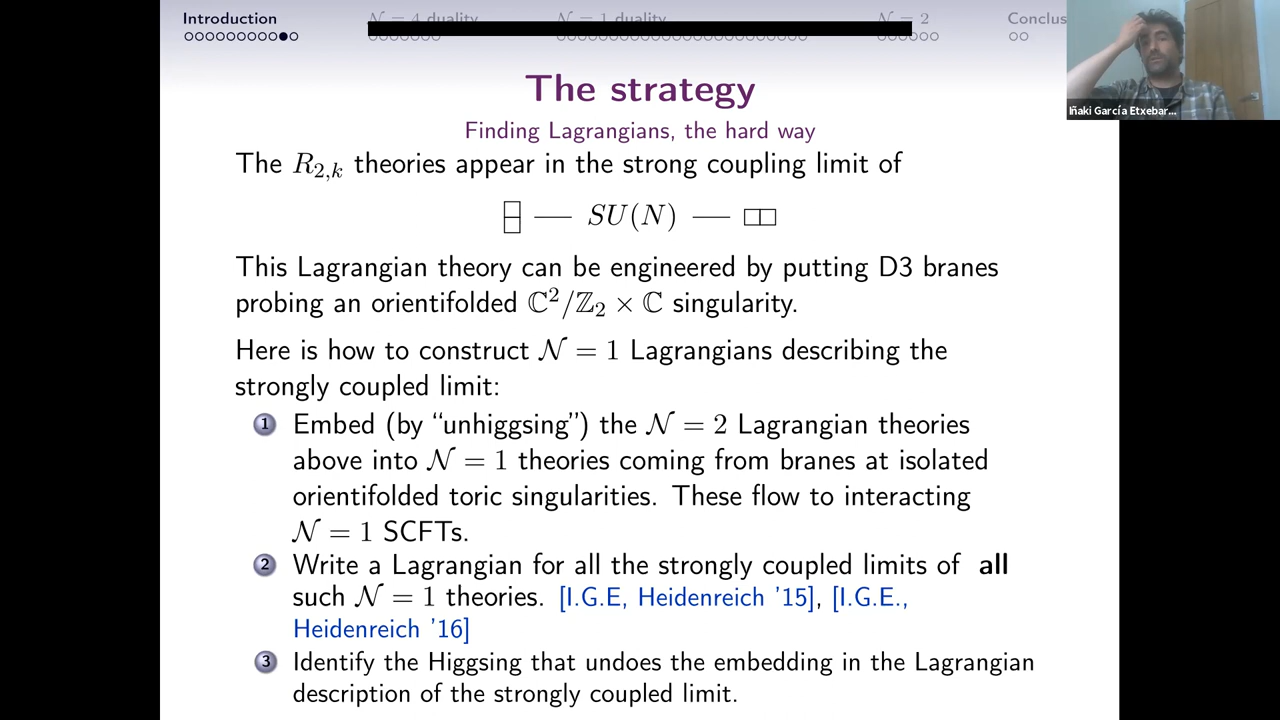 Introduction N = 4 duality N = 1 duality N = 2 Conclus
The strategy
Finding Lagrangians, the hard way
The R2,k theories appear in the strong coupling limit of
SU(N)
This Lagrangian theory can be engineered by putting D3 branes
probing an orientifolded ℂ²/ℤ₂ × ℂ singularity.
Here is how to construct 𝒩 = 1 Lagrangians describing the
strongly coupled limit:
1 Embed (by “unhiggsing”) the 𝒩 = 2 Lagrangian theories
above into 𝒩 = 1 theories coming from branes at isolated
orientifolded toric singularities. These flow to interacting
𝒩 = 1 SCFTs.
2 Write a Lagrangian for all the strongly coupled limits of all
such 𝒩 = 1 theories. [I.G.E, Heidenreich '15], [I.G.E.,
Heidenreich '16]
3 Identify the Higgsing that undoes the embedding in the Lagrangian
description of the strongly coupled limit.
Iñaki García Etxebar...